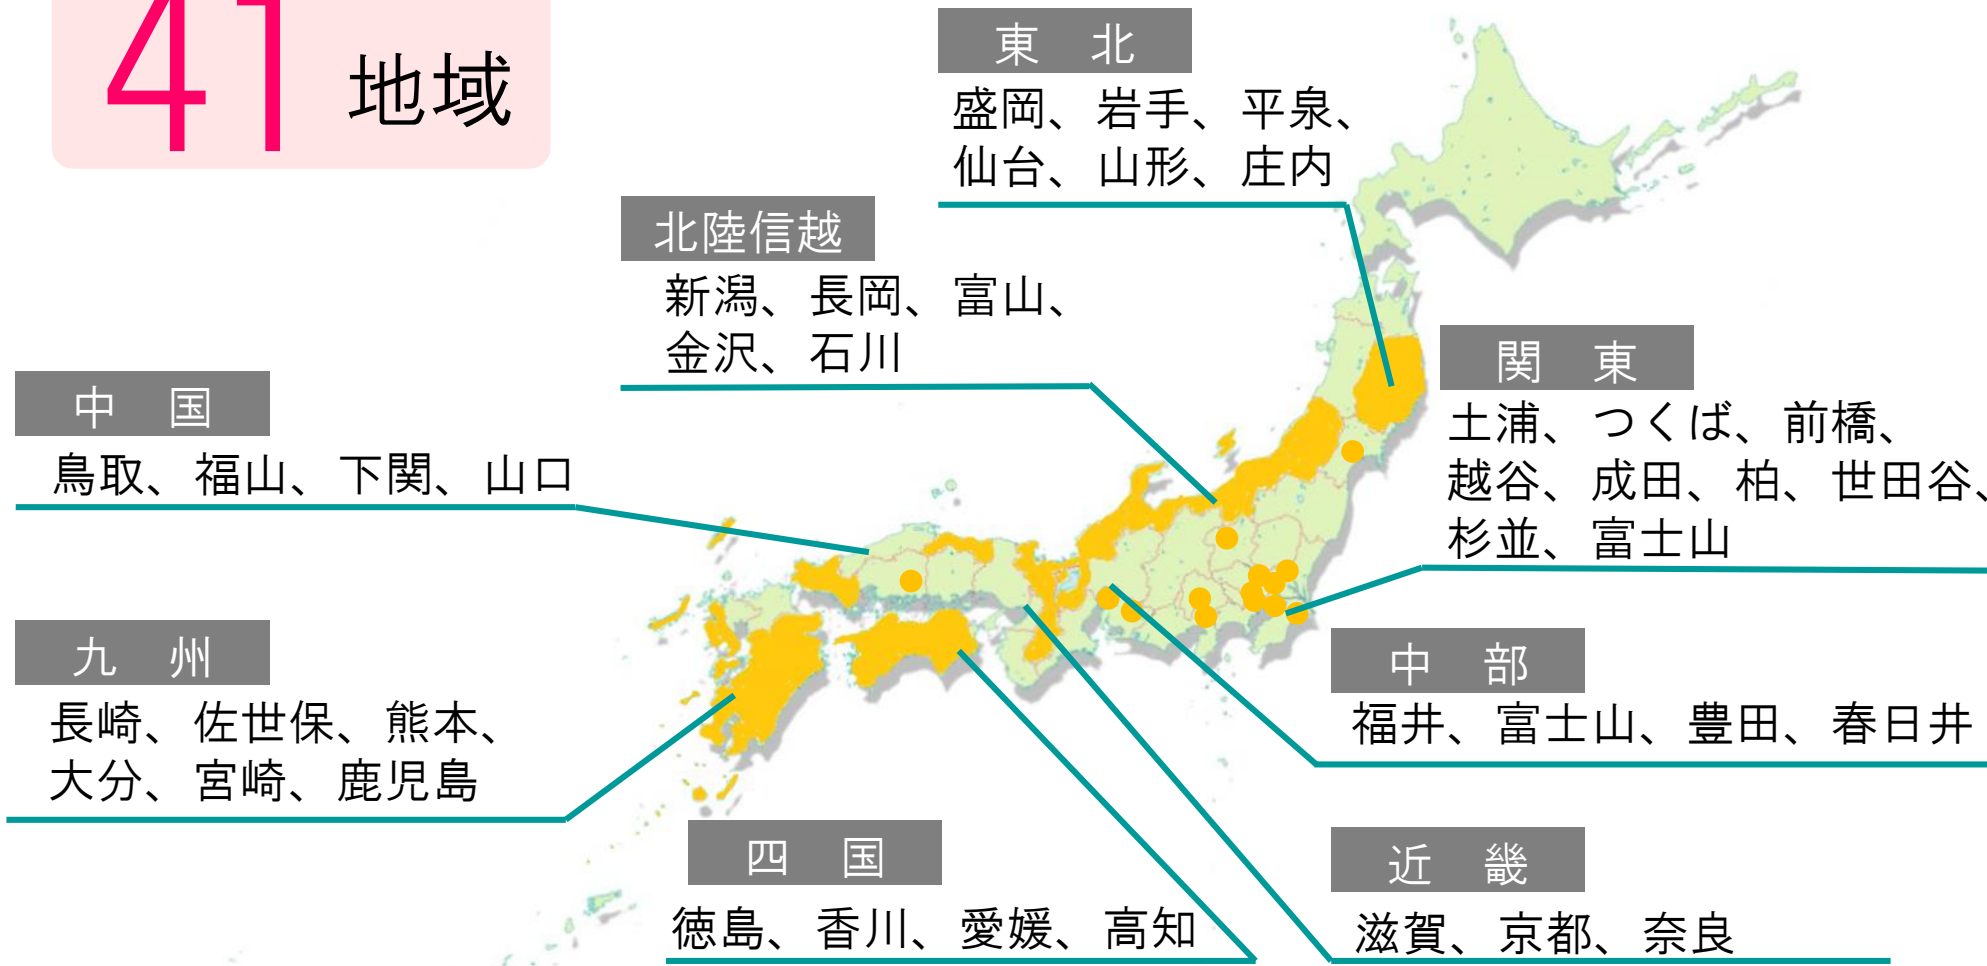 41 地域
東 北
盛岡、岩手、平泉、
仙台、山形、庄内
北陸信越
新潟、長岡、富山、
金沢、石川
関 東
土浦、つくば、前橋、
越谷、成田、柏、世田谷、
杉並、富士山
中 国
鳥取、福山、下関、山口
九 州
長崎、佐世保、熊本、
大分、宮崎、鹿児島
中 部
福井、富士山、豊田、春日井
四 国
徳島、香川、愛媛、高知
近 畿
滋賀、京都、奈良